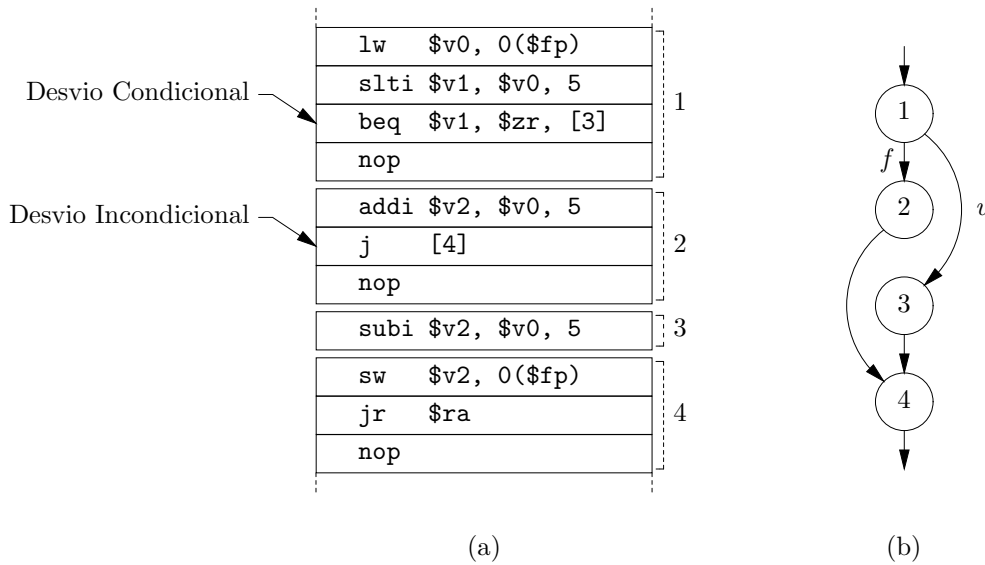 lw $v0, 0($fp)
slti $v1, $v0, 5
Desvio Condicional
beq $v1, $zr, [3]
nop
1
addi $v2, $v0, 5
Desvio Incondicional
j [4]
nop
2
subi $v2, $v0, 5
3
sw $v2, 0($fp)
jr $ra
nop
4
(a)
1
f
2
3
4
(b)